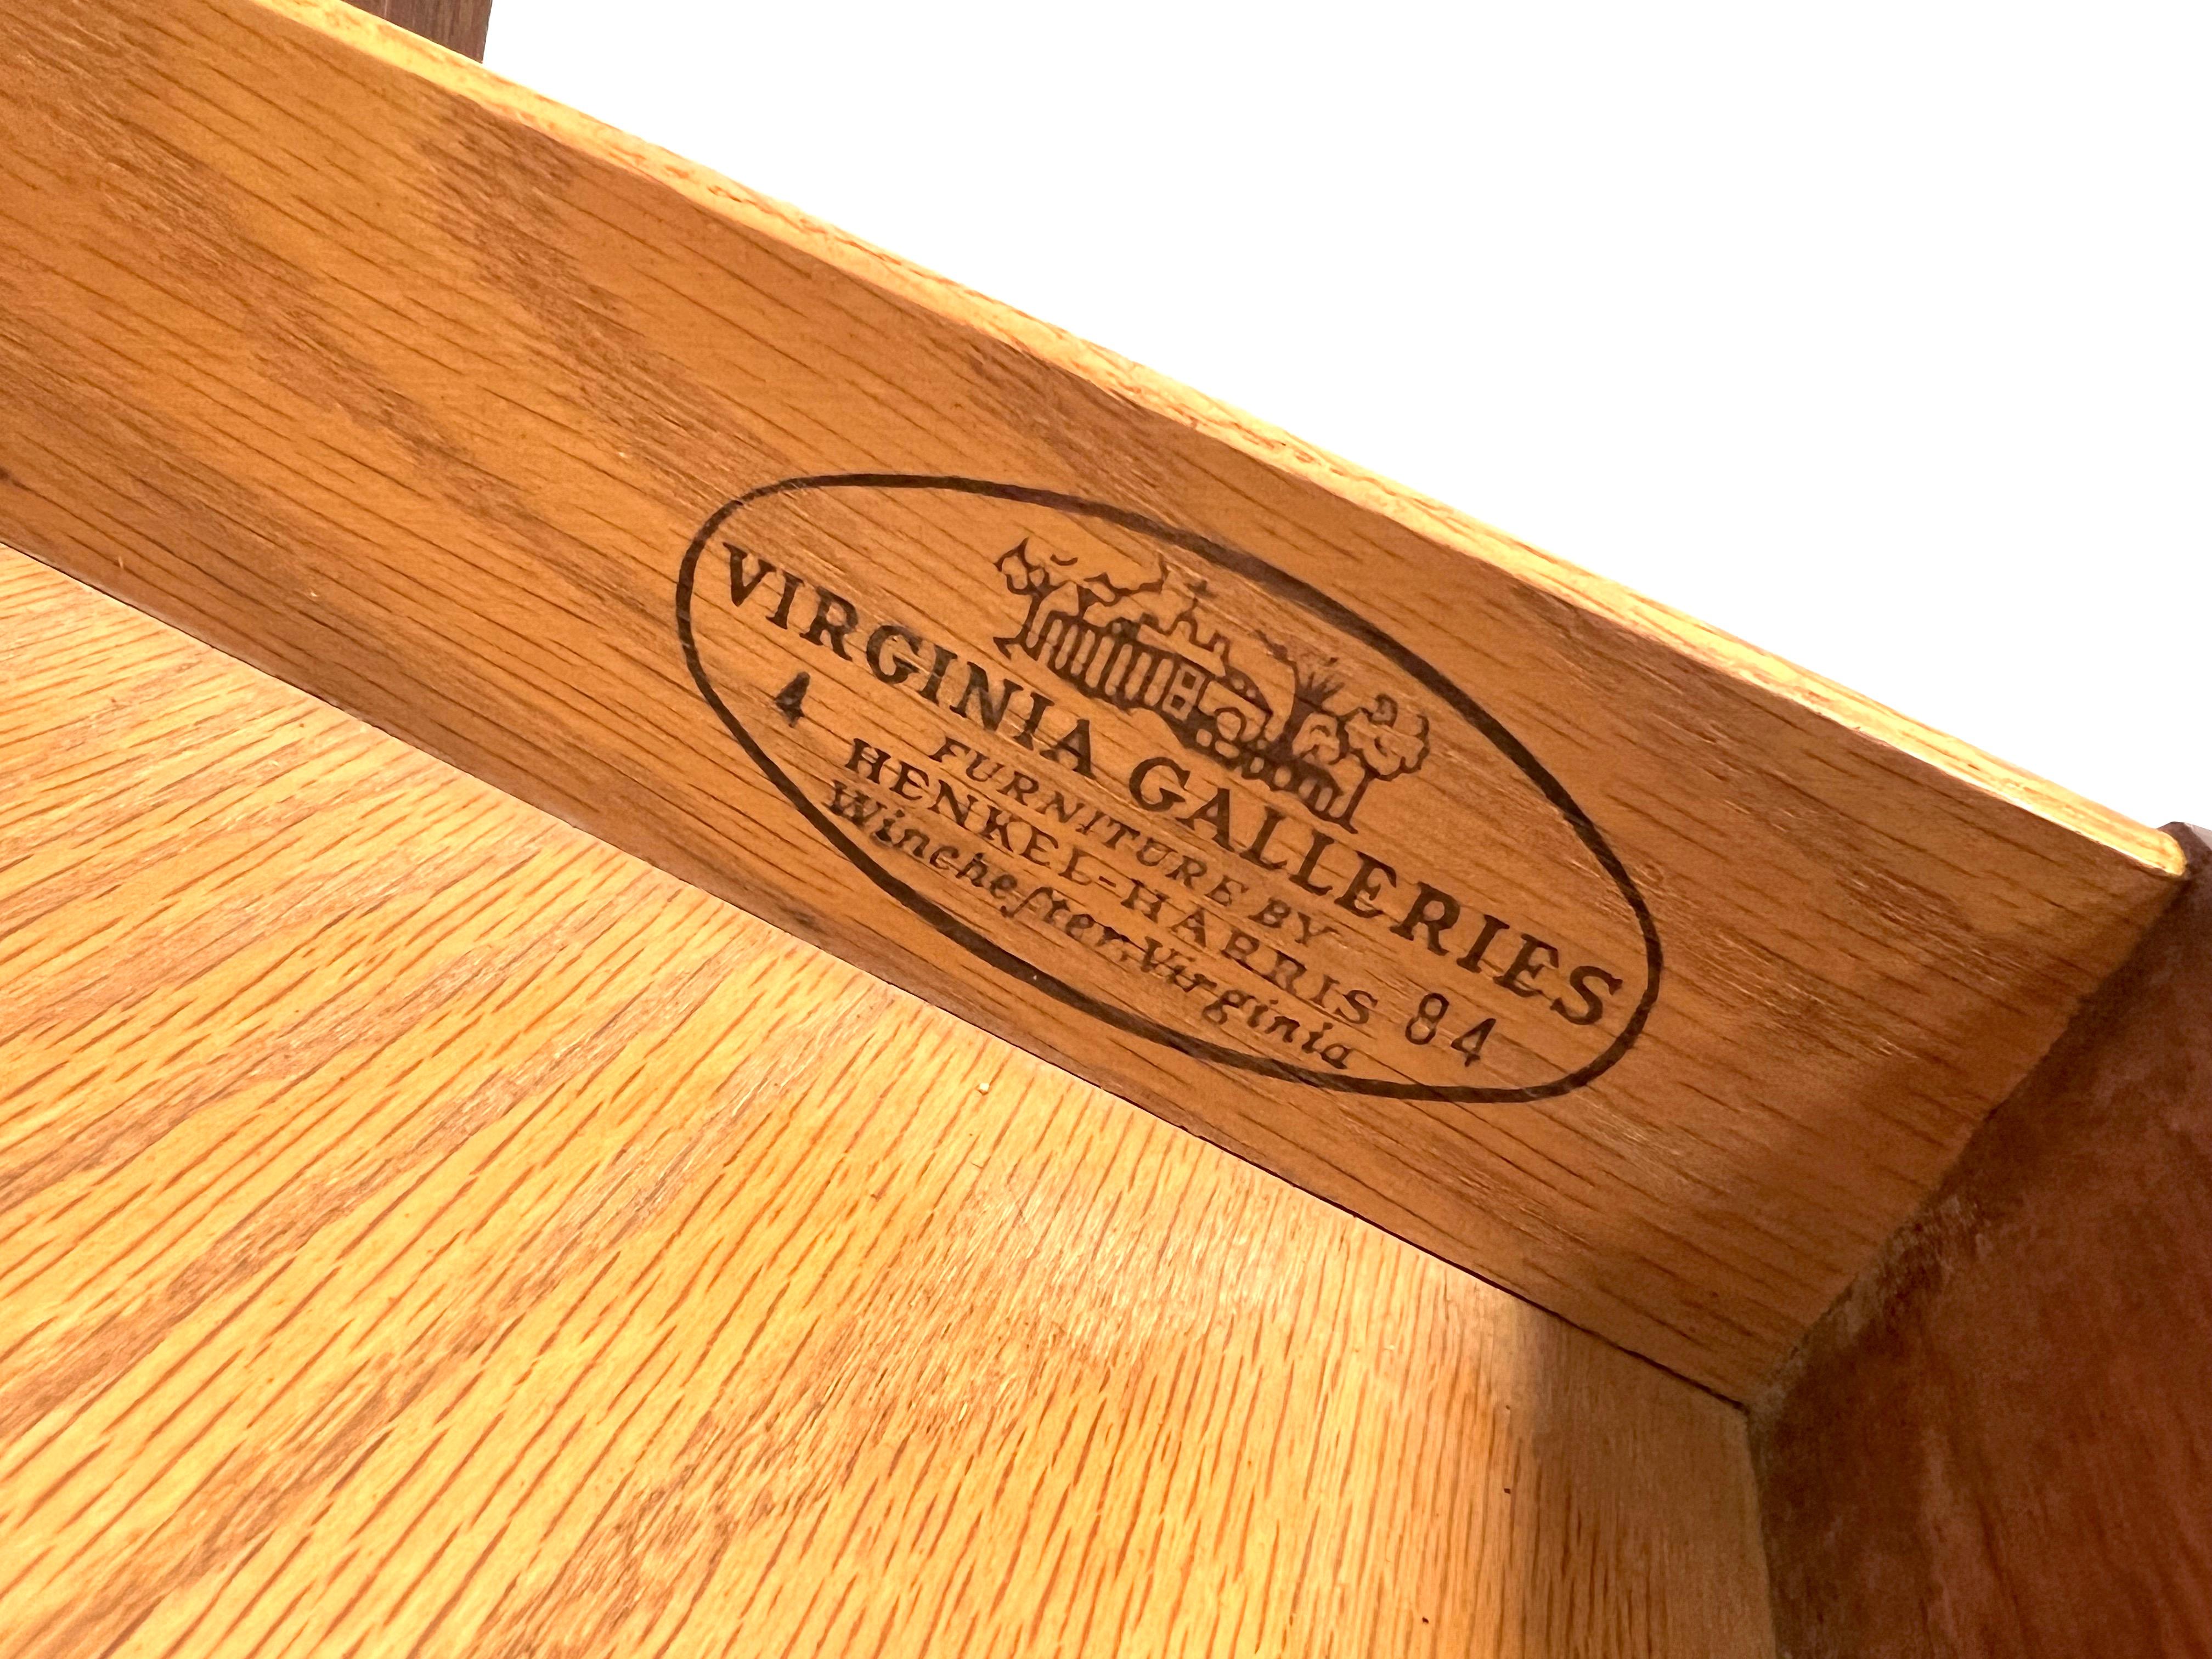 VIRGINIA GALLERIES
FURNITURE BY
4 HENKEL-HARRIS 84
Wincheſter, Virginia